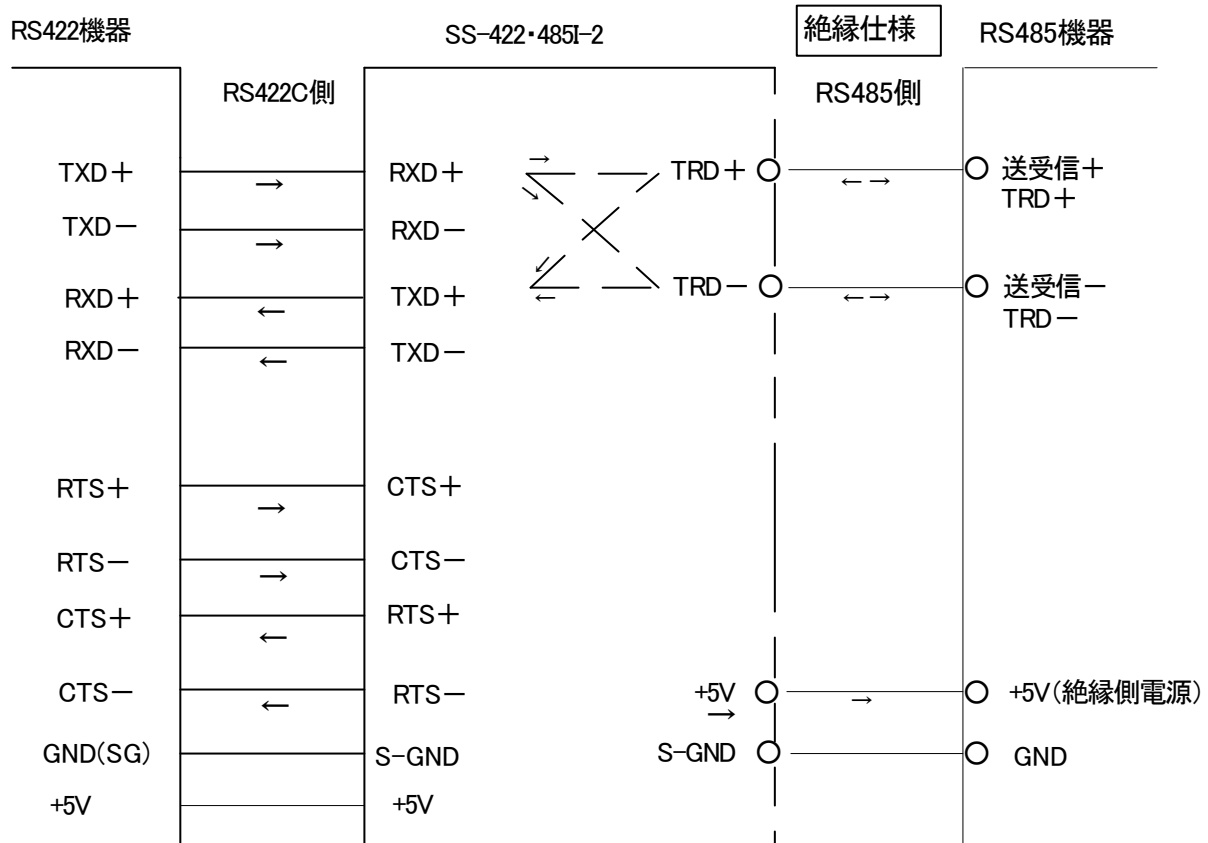 RS422機器
SS-422・485I-2
絶縁仕様
RS485機器
RS422C側
RS485側
TXD＋
→
RXD＋
→
TRD＋
← →
送受信＋
TRD＋
TXD－
→
RXD－
RXD＋
←
TXD＋
←
TRD－
← →
送受信－
TRD－
RXD－
←
TXD－
RTS＋
→
CTS＋
RTS－
→
CTS－
CTS＋
←
RTS＋
CTS－
←
RTS－
+5V
→
→
+5V(絶縁側電源)
GND(SG)
S-GND
S-GND
GND
+5V
+5V